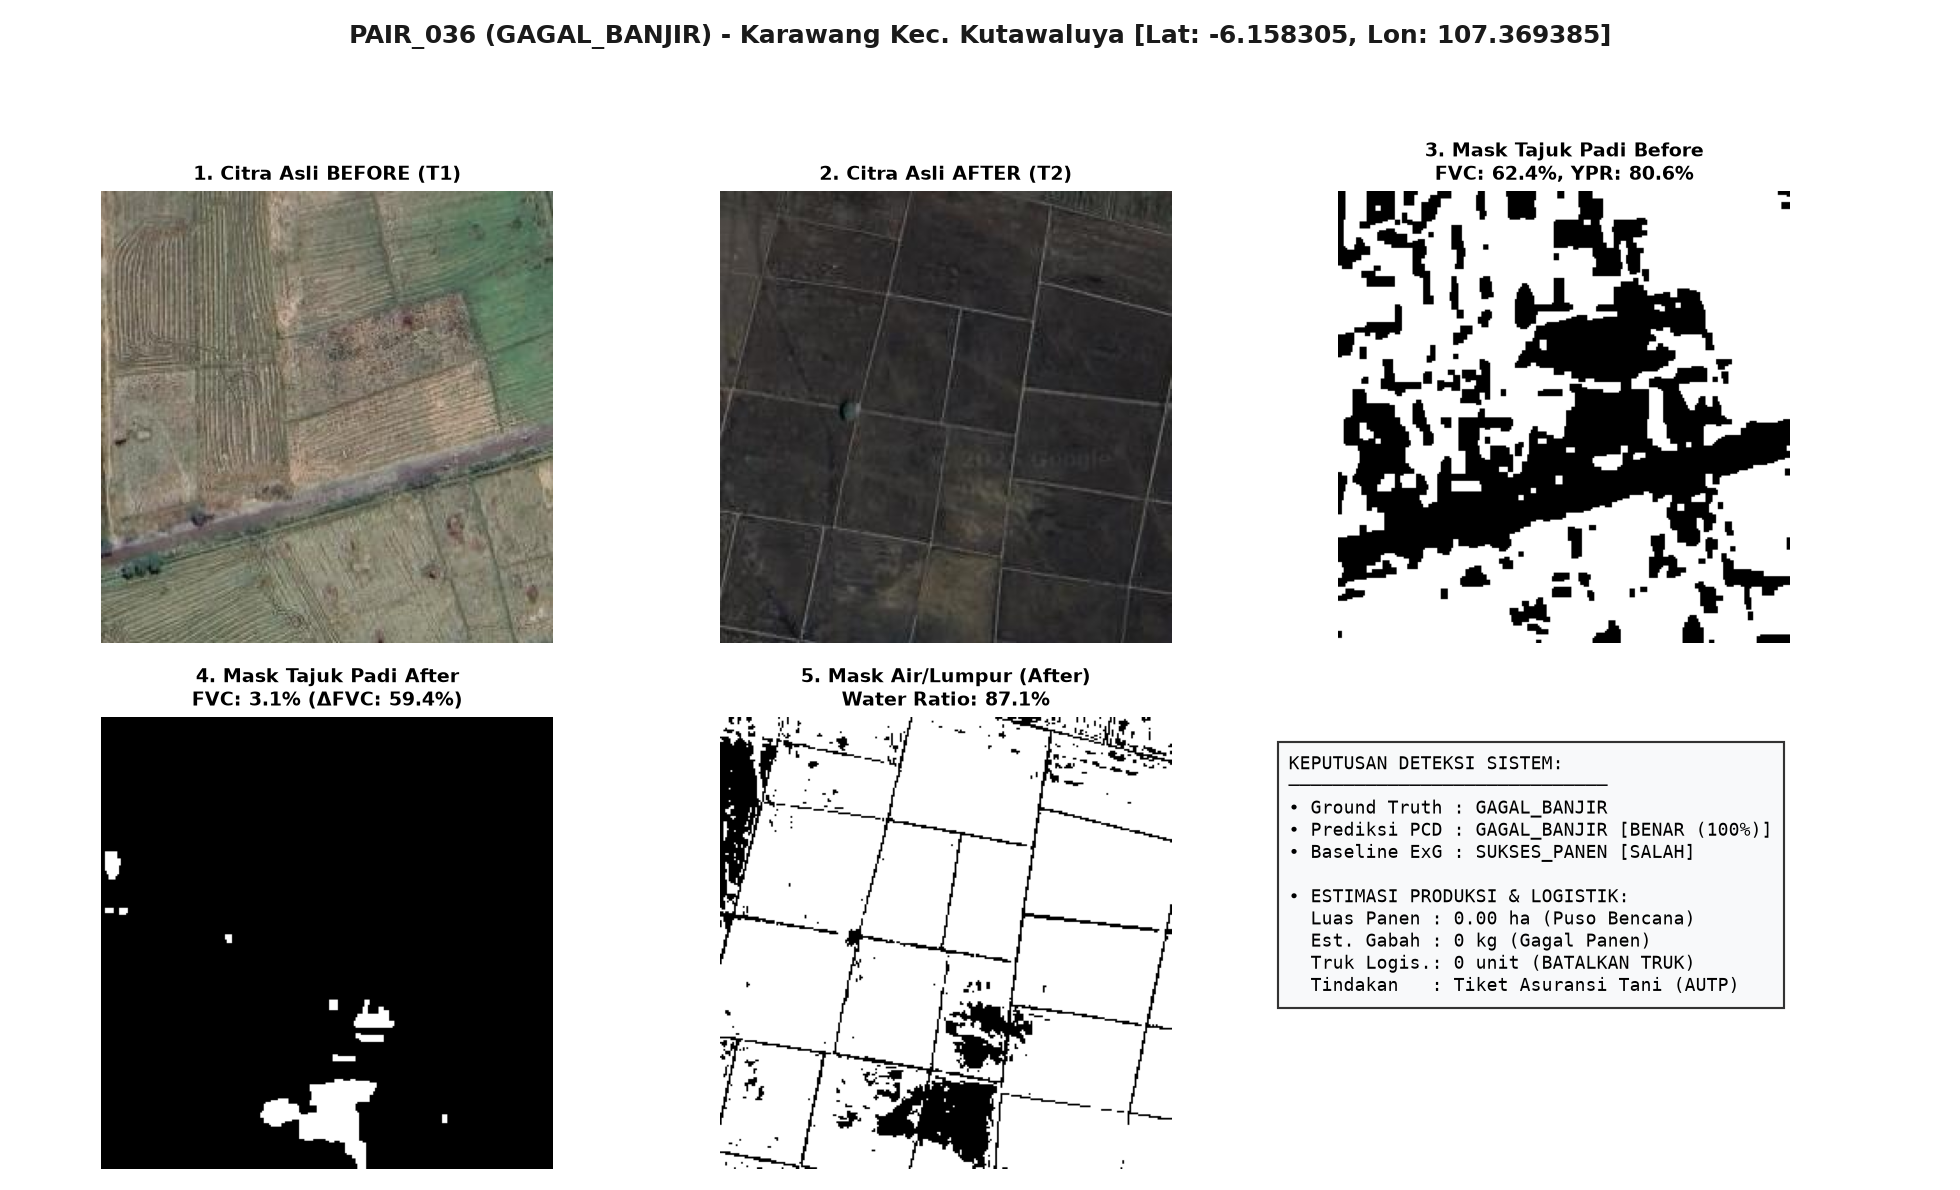 PAIR_036 (GAGAL_BANJIR) - Karawang Kec. Kutawaluya [Lat: -6.158305, Lon: 107.369385]
1. Citra Asli BEFORE (T1)
2. Citra Asli AFTER (T2)
3. Mask Tajuk Padi Before
FVC: 62.4%, YPR: 80.6%
Google
4. Mask Tajuk Padi After
FVC: 3.1% (ΔFVC: 59.4%)
5. Mask Air/Lumpur (After)
Water Ratio: 87.1%
KEPUTUSAN DETEKSI SISTEM:
• Ground Truth : GAGAL_BANJIR
• Prediksi PCD : GAGAL_BANJIR [BENAR (100%)]
• Baseline ExG : SUKSES_PANEN [SALAH]
• ESTIMASI PRODUKSI & LOGISTIK:
Luas Panen : 0.00 ha (Puso Bencana)
Est. Gabah : 0 kg (Gagal Panen)
Truk Logis.: 0 unit (BATALKAN TRUK)
Tindakan   : Tiket Asuransi Tani (AUTP)